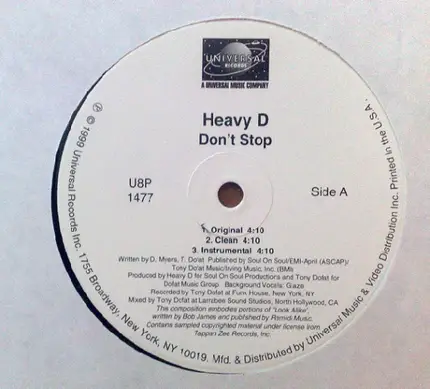 UNIVERSAL
RECORDS
A UNIVERSAL MUSIC COMPANY
Heavy D
Don't Stop
U8P
1477
Side A
1. Original 4:10
2. Clean 4:10
3. Instrumental 4:10
Written by D. Myers, T. Dofat Published by Soul On Soul/EMI-April (ASCAP)/
Tony Dofat Music/Irving Music, Inc. (BMI)
Produced by Heavy D for Soul On Soul Productions and Tony Dofat for
Dofat Music Group. Background Vocals: Gaze
Recorded by Tony Dofat at Furx House, New York, NY
Mixed by Tony Dofat at Larrabee Sound Studios, North Hollywood, CA
This composition embodies portions of "Look Alike",
written by Bob James and published by Remidi Music.
Contains sampled copyrighted material under license from
Tappan Zee Records, Inc.
℗ © 1999 Universal Records Inc. 1755 Broadway, New York, NY 10019. Mfd. & Distributed by Universal Music & Video Distribution Inc. Printed in the U.S.A.